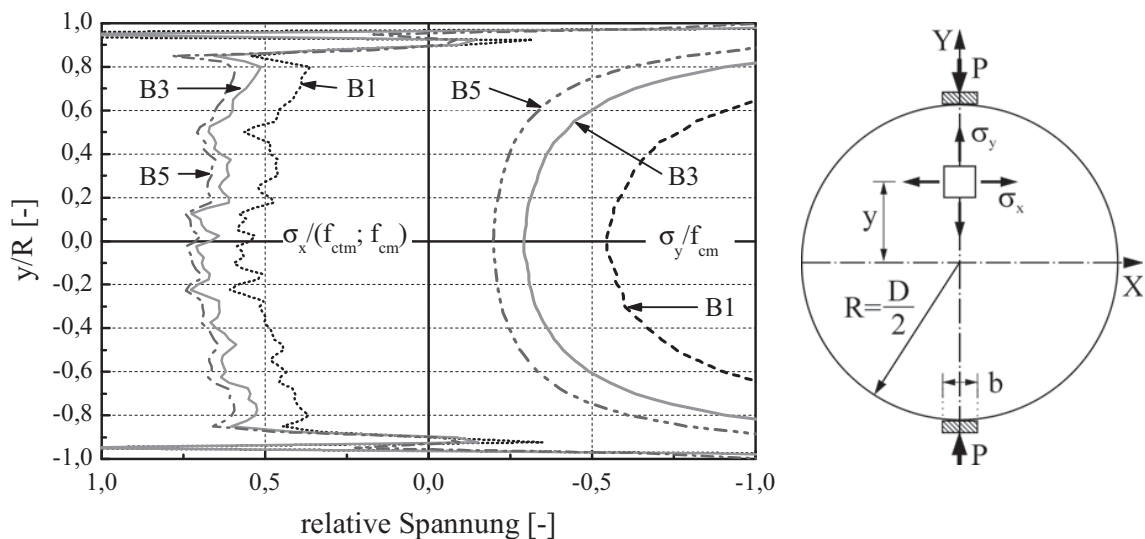 y/R [-]
1,0
0,8
0,6
0,4
0,2
0,0
-0,2
-0,4
-0,6
-0,8
-1,0
B3
B1
B5
B5
B3
B1
σx/(fctm; fcm)
σy/fcm
1,0
0,5
0,0
-0,5
-1,0
relative Spannung [-]
Y
P
σy
σx
y
X
R=D/2
b
P